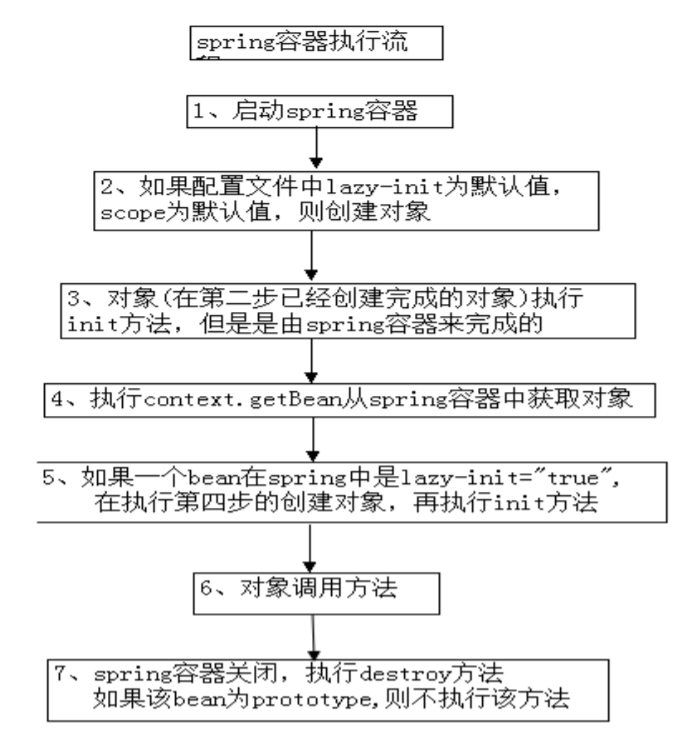 spring容器执行流
1、启动spring容器
2、如果配置文件中lazy-init为默认值,
scope为默认值，则创建对象
3、对象(在第二步已经创建完成的对象)执行
init方法，但是是由spring容器来完成的
4、执行context.getBean从spring容器中获取对象
5、如果一个bean在spring中是lazy-init="true",
在执行第四步的创建对象，再执行init方法
6、对象调用方法
7、spring容器关闭，执行destroy方法
如果该bean为prototype,则不执行该方法